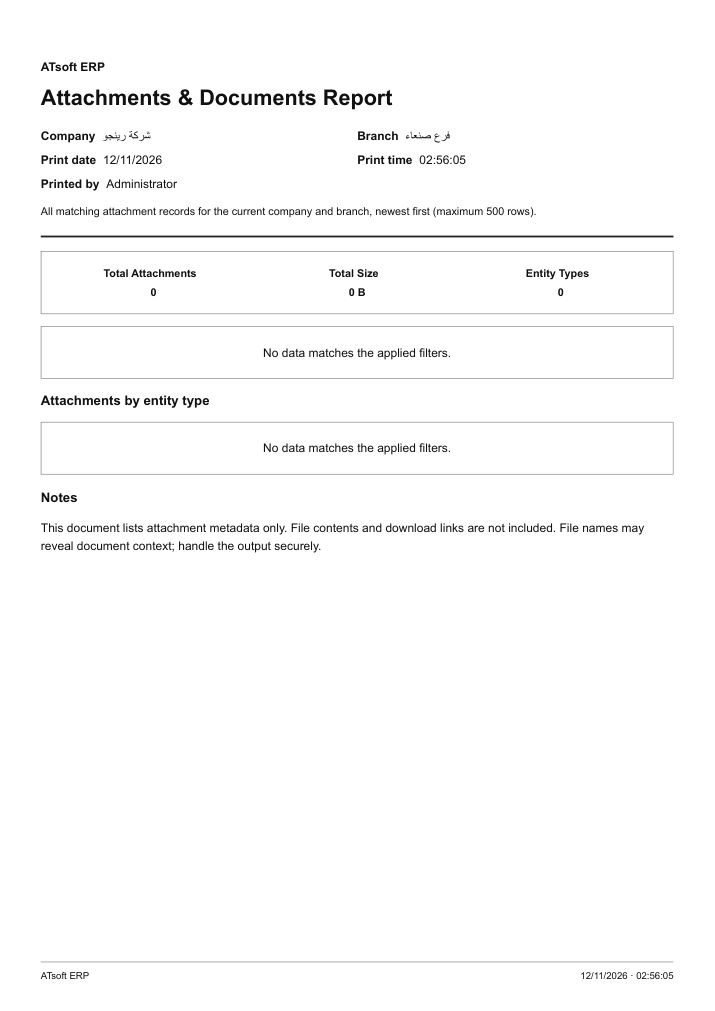 ATsoft ERP
Attachments & Documents Report
Company شركة رينجو Branch فرع صنعاء
Print date 12/11/2026 Print time 02:56:05
Printed by Administrator
All matching attachment records for the current company and branch, newest first (maximum 500 rows).
Total Attachments Total Size Entity Types
0 0 B 0
No data matches the applied filters.
Attachments by entity type
No data matches the applied filters.
Notes
This document lists attachment metadata only. File contents and download links are not included. File names may
reveal document context; handle the output securely.
ATsoft ERP 12/11/2026 · 02:56:05